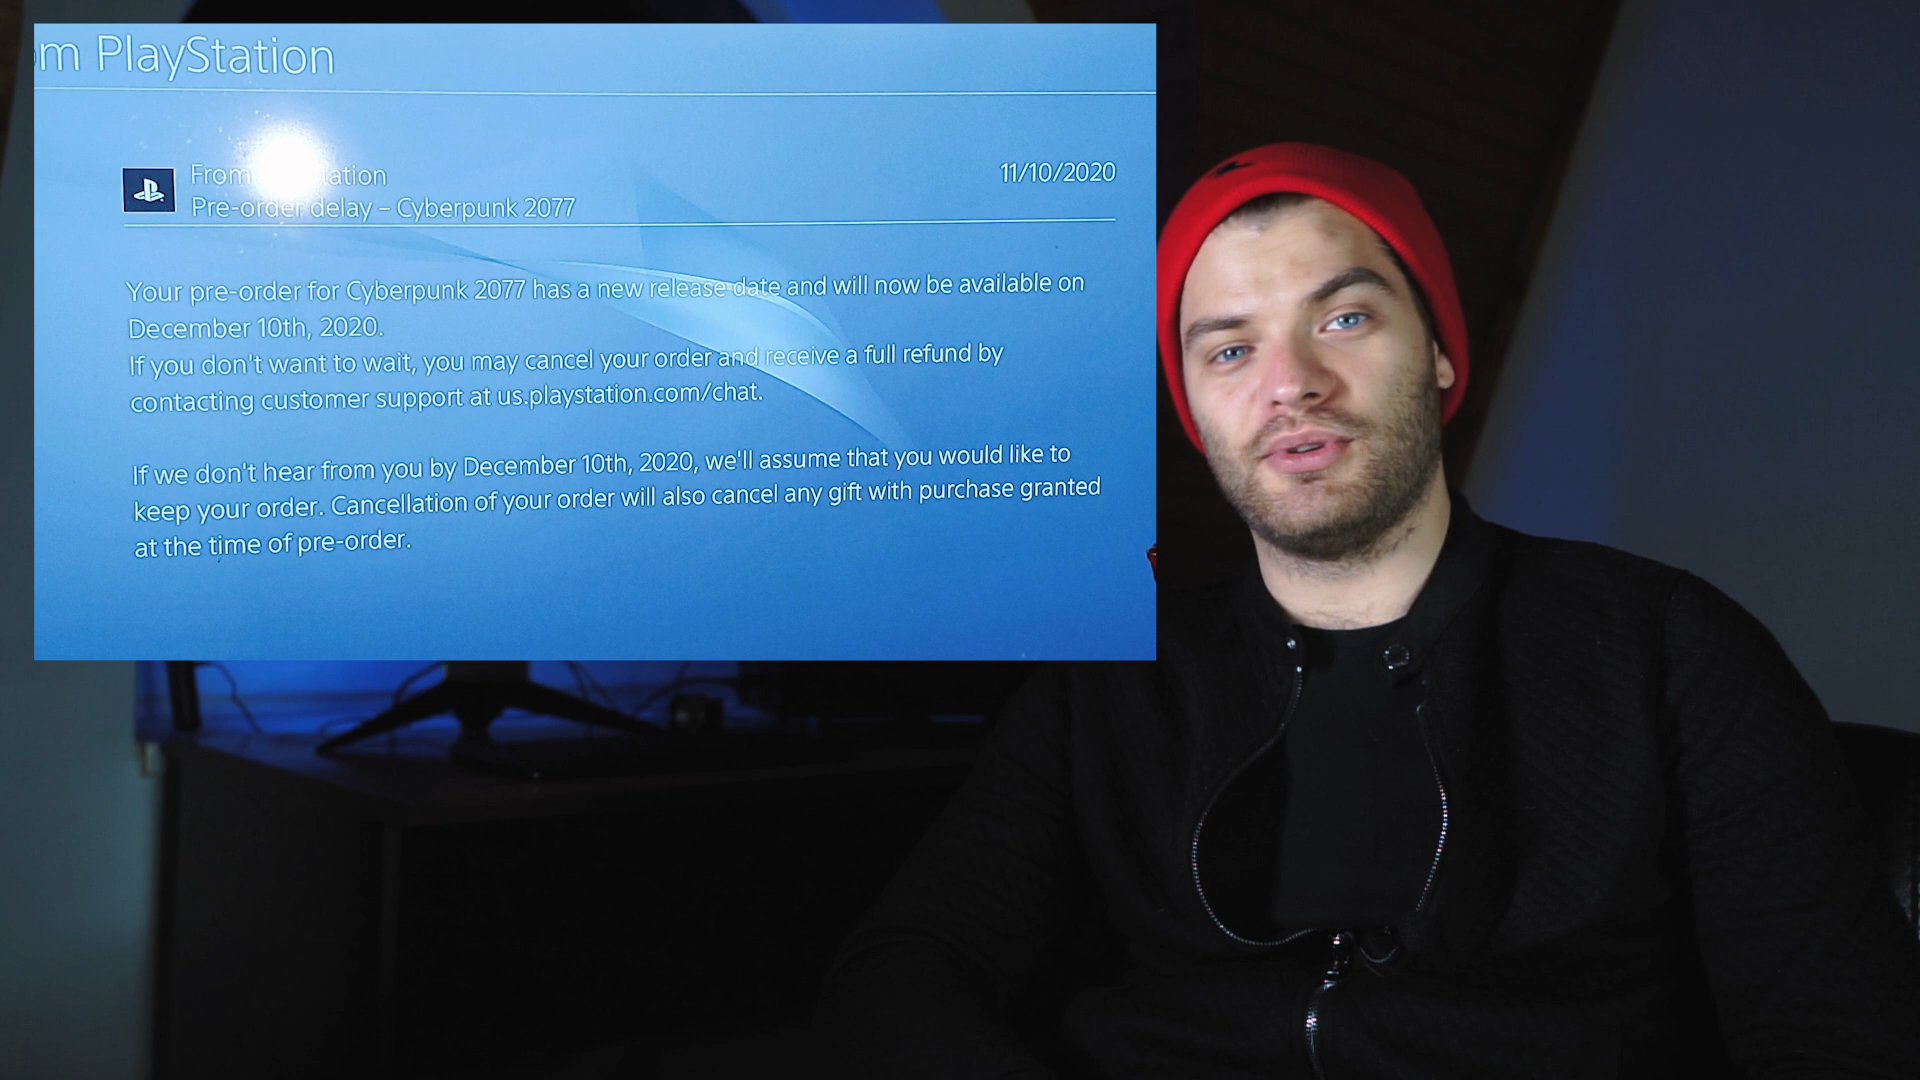 om PlayStation
From  ation
11/10/2020
Pre-order delay – Cyberpunk 2077
Your pre-order for Cyberpunk 2077 has a new release date and will now be available on
December 10th, 2020.
If you don't want to wait, you may cancel your order and receive a full refund by
contacting customer support at us.playstation.com/chat.
If we don't hear from you by December 10th, 2020, we'll assume that you would like to
keep your order. Cancellation of your order will also cancel any gift with purchase granted
at the time of pre-order.